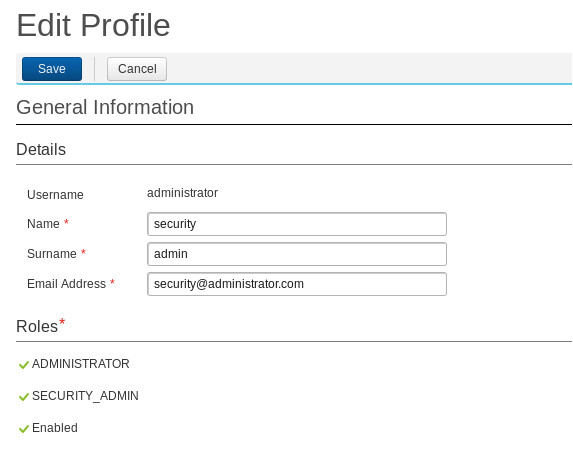 Edit Profile
Save Cancel
General Information
Details
Username administrator
Name * security
Surname * admin
Email Address * security@administrator.com
Roles*
ADMINISTRATOR
SECURITY_ADMIN
Enabled